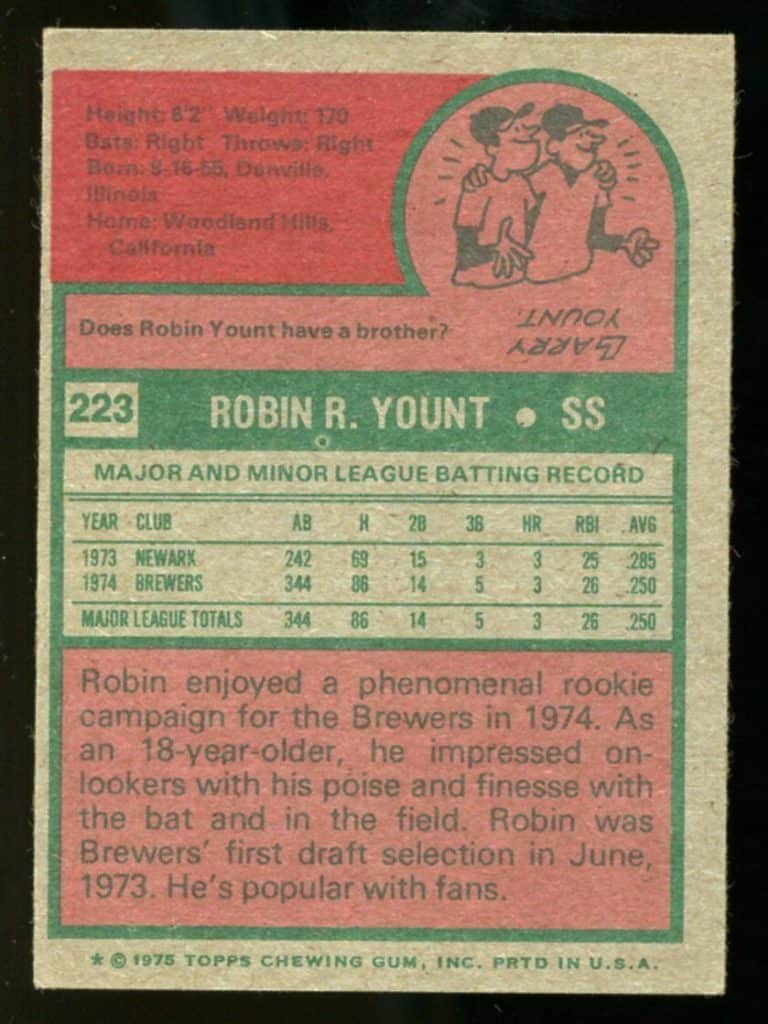 Height: 6'2" Weight: 170
Bats: Right Throws: Right
Born: 9-16-55, Danville,
Illinois
Home: Woodland Hills,
California
Does Robin Yount have a brother?
LARRY
YOUNT.
223 ROBIN R. YOUNT • SS
MAJOR AND MINOR LEAGUE BATTING RECORD
YEAR CLUB AB H 2B 3B HR RBI AVG
1973 NEWARK 242 69 15 3 3 25 .285
1974 BREWERS 344 86 14 5 3 26 .250
MAJOR LEAGUE TOTALS 344 86 14 5 3 26 .250
Robin enjoyed a phenomenal rookie
campaign for the Brewers in 1974. As
an 18-year-older, he impressed on-
lookers with his poise and finesse with
the bat and in the field. Robin was
Brewers' first draft selection in June,
1973. He's popular with fans.
* © 1975 TOPPS CHEWING GUM, INC. PRTD IN U.S.A.